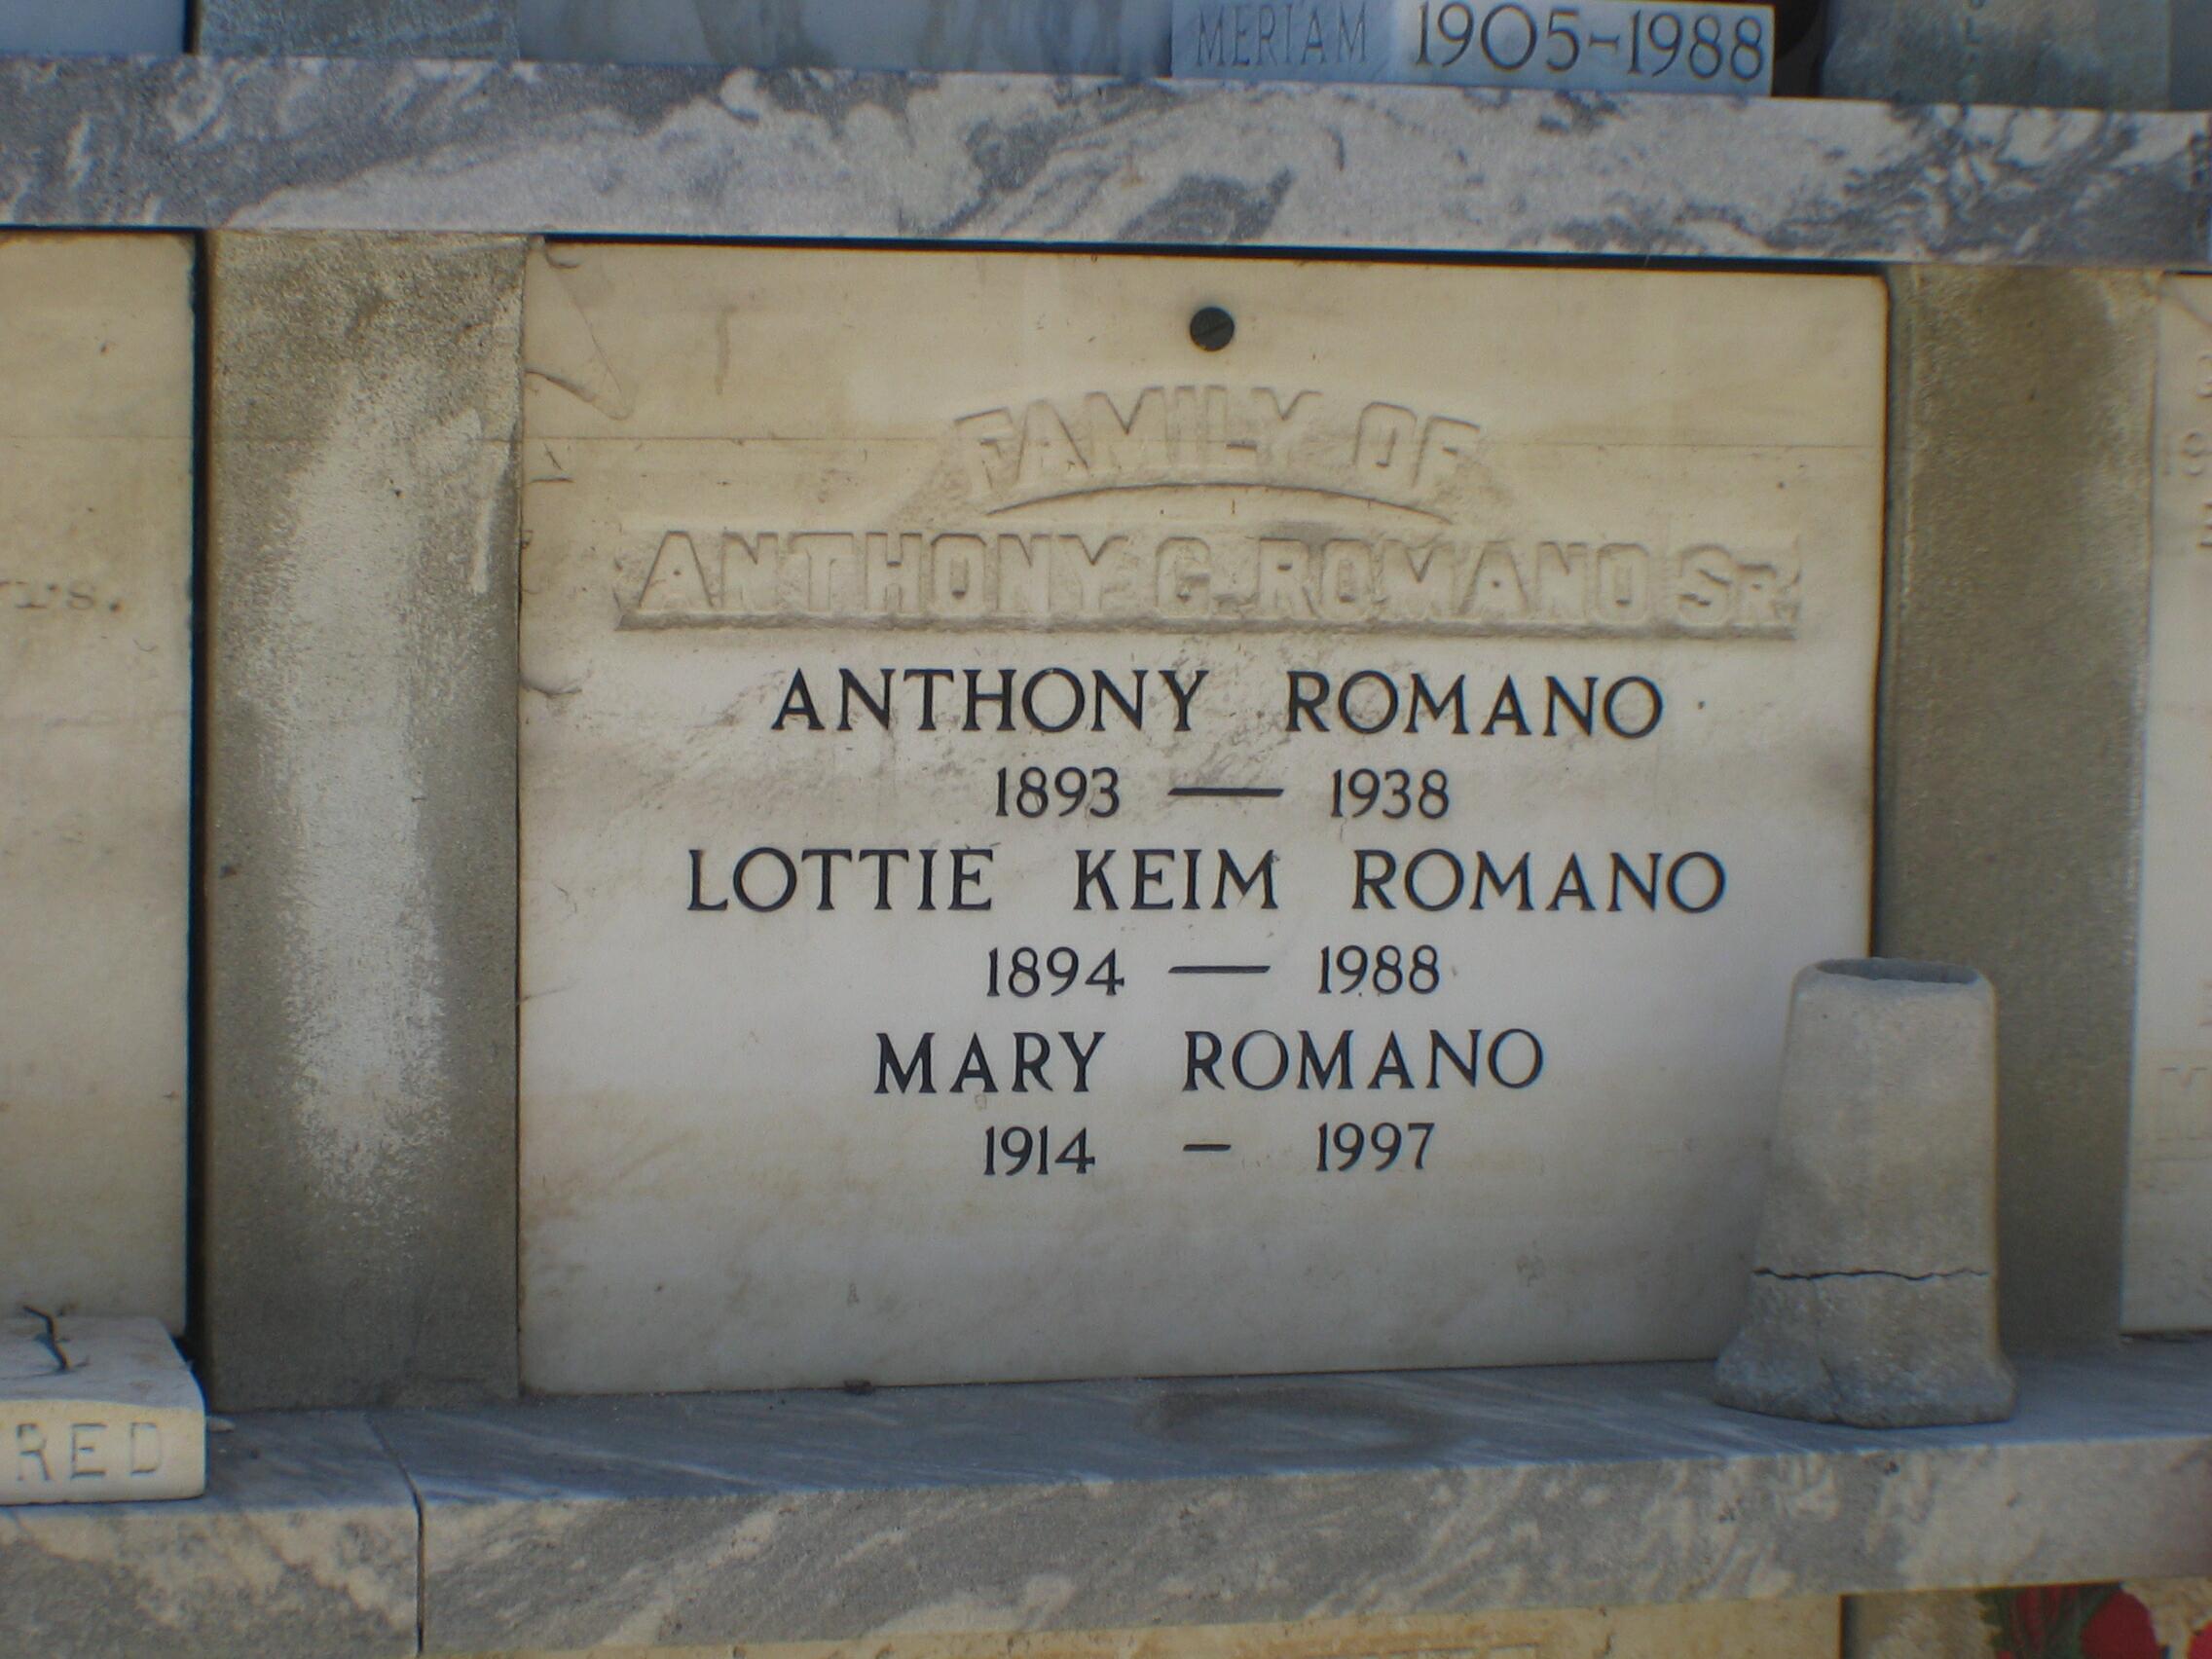 MERIAM 1905-1988
FAMILY OF
ANTHONY G. ROMANO SR.
ANTHONY ROMANO
1893 — 1938
LOTTIE KEIM ROMANO
1894 — 1988
MARY ROMANO
1914 – 1997
rs.
RED